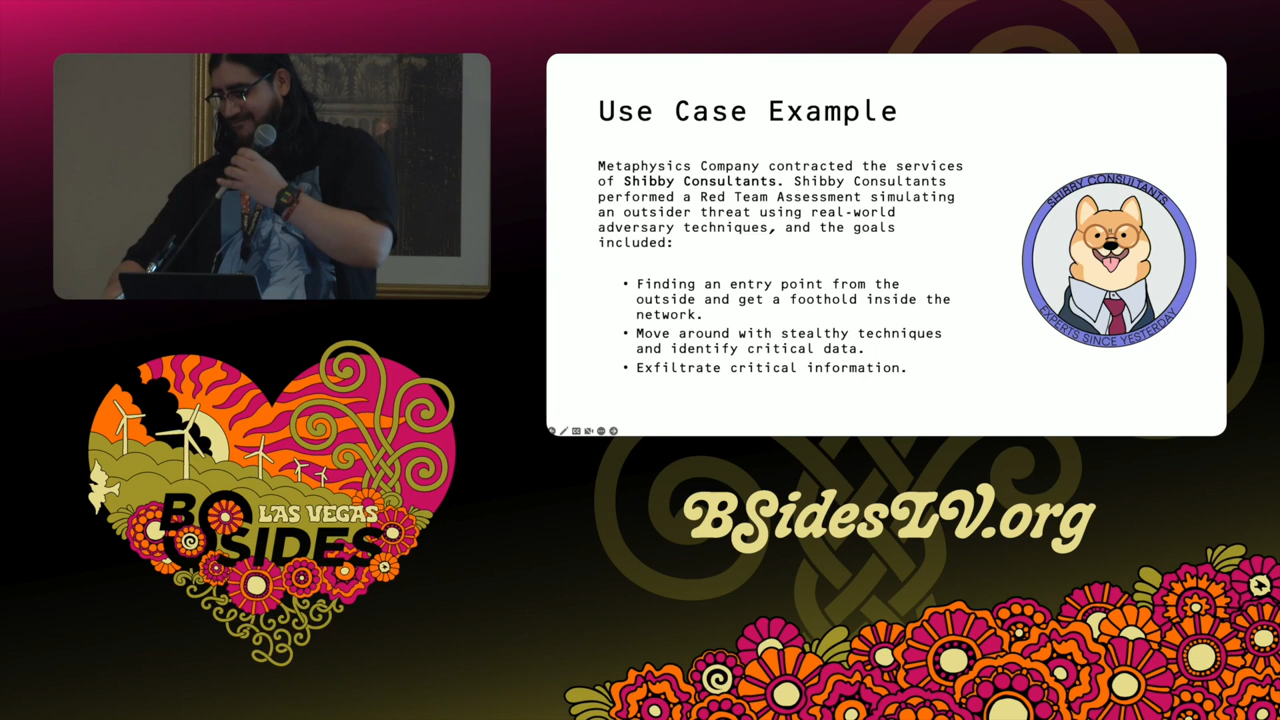 Use Case Example
Metaphysics Company contracted the services
of Shibby Consultants. Shibby Consultants
performed a Red Team Assessment simulating
an outsider threat using real-world
adversary techniques, and the goals
included:
• Finding an entry point from the
outside and get a foothold inside the
network.
• Move around with stealthy techniques
and identify critical data.
• Exfiltrate critical information.
SHIBBY CONSULTANTS
EXPERTS SINCE YESTERDAY
LAS VEGAS
BSIDES
BSidesLV.org